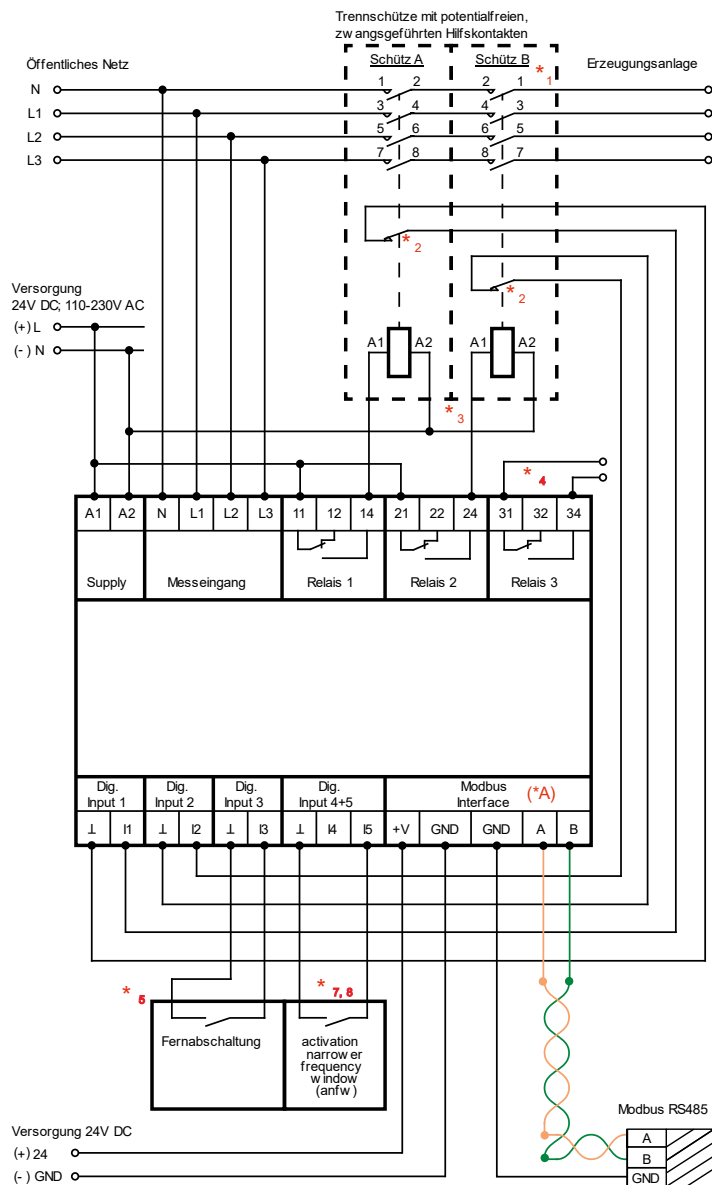 Trennschütze mit potentialfreien,
zwangsgeführten Hilfskontakten
Schütz A
Schütz B
*1
Öffentliches Netz
Erzeugungsanlage
N
1 2 2 1
L1
3 4 4 3
L2
5 6 6 5
L3
7 8 8 7
*2
*2
Versorgung
24V DC; 110-230V AC
(+) L
(-) N
A1 A2 A1 A2
*3
*4
A1 A2 N L1 L2 L3 11 12 14 21 22 24 31 32 34
Supply Messeingang Relais 1 Relais 2 Relais 3
Dig.
Input 1
Dig.
Input 2
Dig.
Input 3
Dig.
Input 4+5
Modbus
Interface
(*A)
⊥ I1 ⊥ I2 ⊥ I3 ⊥ I4 I5 +V GND GND A B
*5
*7, 8
Fernabschaltung
activation
narrower
frequency
window
(anfw)
Versorgung 24V DC
(+) 24
(-) GND
Modbus RS485
A
B
GND